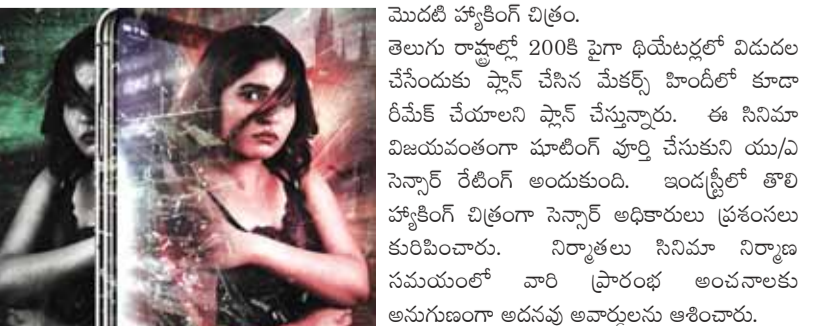 మొదటి హ్యాకింగ్ చిత్రం.
తెలుగు రాష్ట్రాల్లో 200కి పైగా థియేటర్లలో విడుదల
చేసేందుకు ప్లాన్ చేసిన మేకర్స్ హిందీలో కూడా
రీమేక్ చేయాలని ప్లాన్ చేస్తున్నారు. ఈ సినిమా
విజయవంతంగా షూటింగ్ పూర్తి చేసుకుని యు/ఎ
సెన్సార్ రేటింగ్ అందుకుంది. ఇండస్ట్రీలో తొలి
హ్యాకింగ్ చిత్రంగా సెన్సార్ అధికారులు ప్రశంసలు
కురిపించారు. నిర్మాతలు సినిమా నిర్మాణ
సమయంలో వారి ప్రారంభ అంచనాలకు
అనుగుణంగా అదనపు అవార్డులను ఆశించారు.